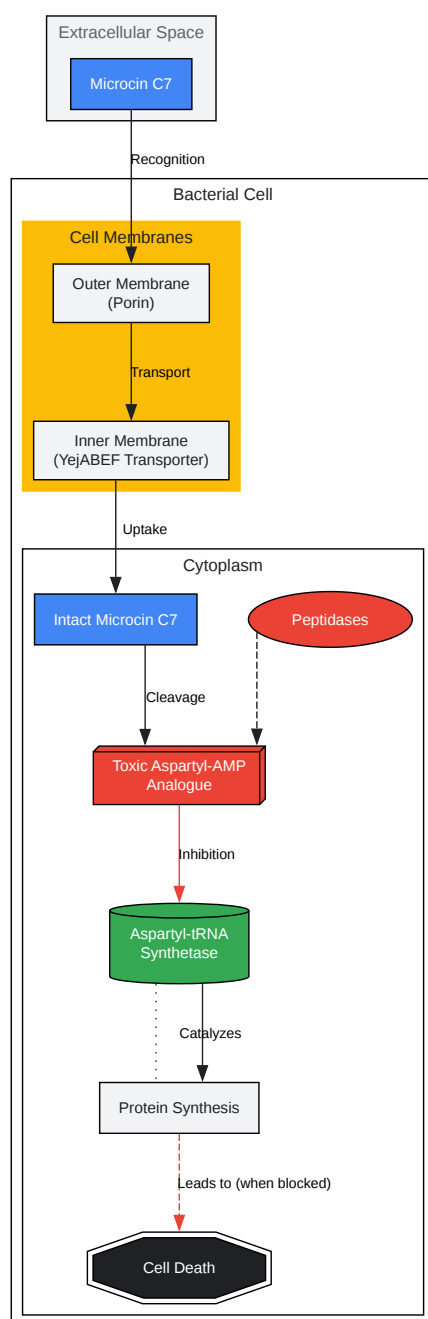 Extracellular Space
Microcin C7
Recognition
Bacterial Cell
Cell Membranes
Outer Membrane
(Porin)
Transport
Inner Membrane
(YejABEF Transporter)
Uptake
Cytoplasm
Intact Microcin C7
Peptidases
Cleavage
Toxic Aspartyl-AMP
Analogue
Inhibition
Aspartyl-tRNA
Synthetase
Catalyzes
Protein Synthesis
Leads to (when blocked)
Cell Death